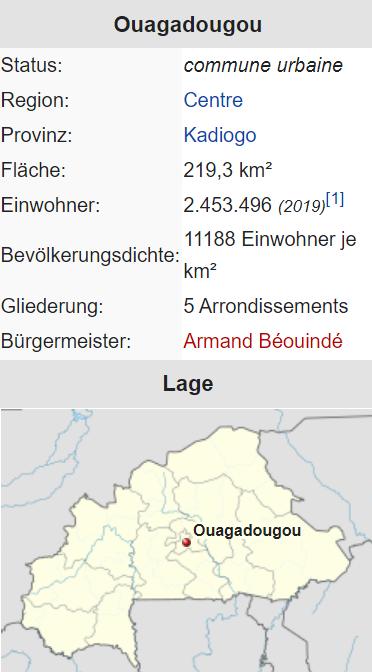 Ouagadougou
Status: commune urbaine
Region: Centre
Provinz: Kadiogo
Fläche: 219,3 km²
Einwohner: 2.453.496 (2019)[1]
Bevölkerungsdichte: 11188 Einwohner je
km²
Gliederung: 5 Arrondissements
Bürgermeister: Armand Béouindé
Lage
Ouagadougou